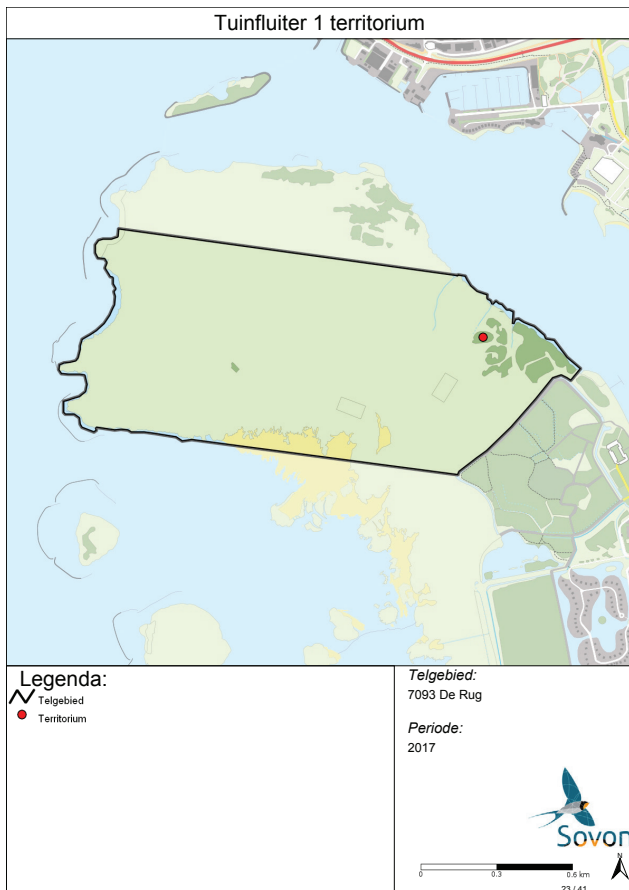 Tuinfluiter 1 territorium
Legenda:
Telgebied
Territorium
Telgebied:
7093 De Rug
Periode:
2017
Sovon
0 0.3 0.6 km
N
23 / 41